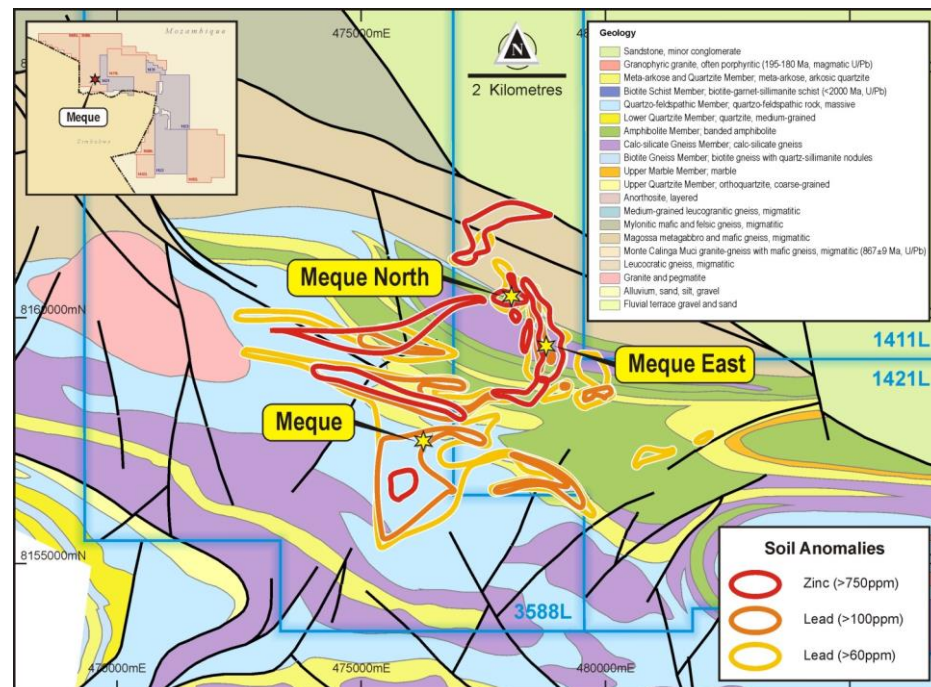 Mozambique
Meque
Zimbabwe
475000mE
N
2 Kilometres
Geology
Sandstone, minor conglomerate
Granophyric granite, often porphyritic (195-180 Ma, magmatic U/Pb)
Meta-arkose and Quartzite Member; meta-arkose, arkosic quartzite
Biotite Schist Member; biotite-garnet-sillimanite schist (<2000 Ma, U/Pb)
Quartzo-feldspathic Member; quartzo-feldspathic rock, massive
Lower Quartzite Member; quartzite, medium-grained
Amphibolite Member; banded amphibolite
Calc-silicate Gneiss Member; calc-silicate gneiss
Biotite Gneiss Member; biotite gneiss with quartz-sillimanite nodules
Upper Marble Member; marble
Upper Quartzite Member; orthoquartzite, coarse-grained
Anorthosite, layered
Medium-grained leucogranitic gneiss, migmatitic
Mylonitic mafic and felsic gneiss, migmatitic
Magossa metagabbro and mafic gneiss, migmatitic
Monte Calinga Muci granite-gneiss with mafic gneiss, migmatitic (867±9 Ma, U/Pb)
Leucocratic gneiss, migmatitic
Granite and pegmatite
Alluvium, sand, silt, gravel
Fluvial terrace gravel and sand
Meque North
8160000mN
1411L
Meque East
1421L
Meque
8155000mN
Soil Anomalies
Zinc (>750ppm)
Lead (>100ppm)
Lead (>60ppm)
3588L
470000mE
475000mE
480000mE